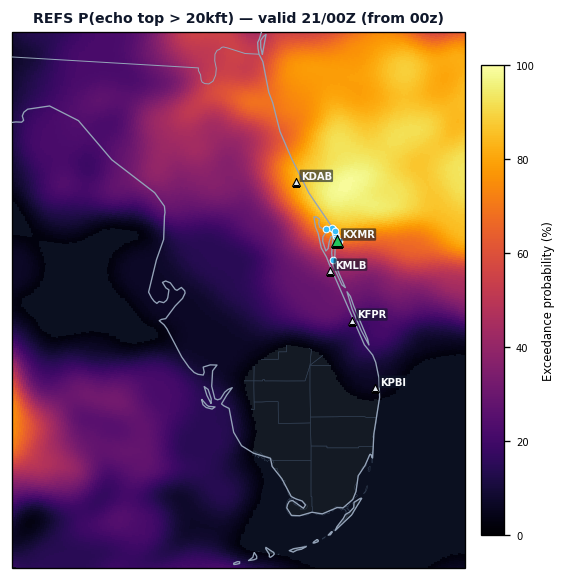 REFS P(echo top > 20kft) — valid 21/00Z (from 00z)
KDAB
KXMR
KMLB
KFPR
KPBI
100
80
60
40
20
0
Exceedance probability (%)